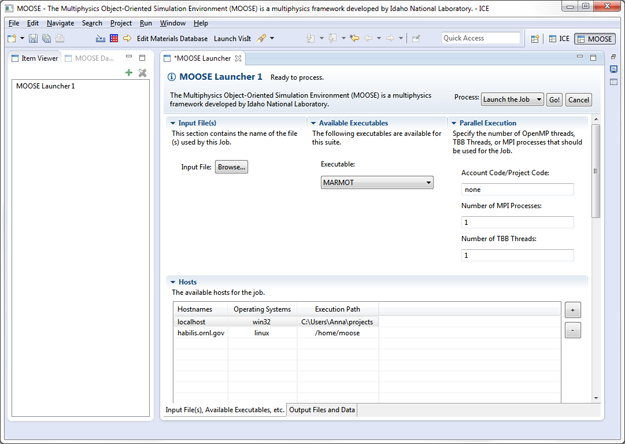 MOOSE - The Multiphysics Object-Oriented Simulation Environment (MOOSE) is a multiphysics framework developed by Idaho National Laboratory. - ICE
File Edit Navigate Search Project Run Window Help
Edit Materials Database Launch VisIt Quick Access ICE MOOSE
Item Viewer MOOSE Da... *MOOSE Launcher
MOOSE Launcher 1
MOOSE Launcher 1 Ready to process.
The Multiphysics Object-Oriented Simulation Environment (MOOSE) is a multiphysics
framework developed by Idaho National Laboratory.
Process: Launch the Job Go! Cancel
Input File(s)
This section contains the name of the file
(s) used by this Job.
Input File: Browse...
Available Executables
The following executables are available for
this suite.
Executable:
MARMOT
Parallel Execution
Specify the number of OpenMP threads,
TBB Threads, or MPI processes that should
be used for the Job.
Account Code/Project Code:
none
Number of MPI Processes:
1
Number of TBB Threads:
1
Hosts
The available hosts for the job.
Hostnames Operating Systems Execution Path
localhost win32 C:\Users\Anna\projects
habilis.ornl.gov linux /home/moose
+
-
Input File(s), Available Executables, etc. Output Files and Data